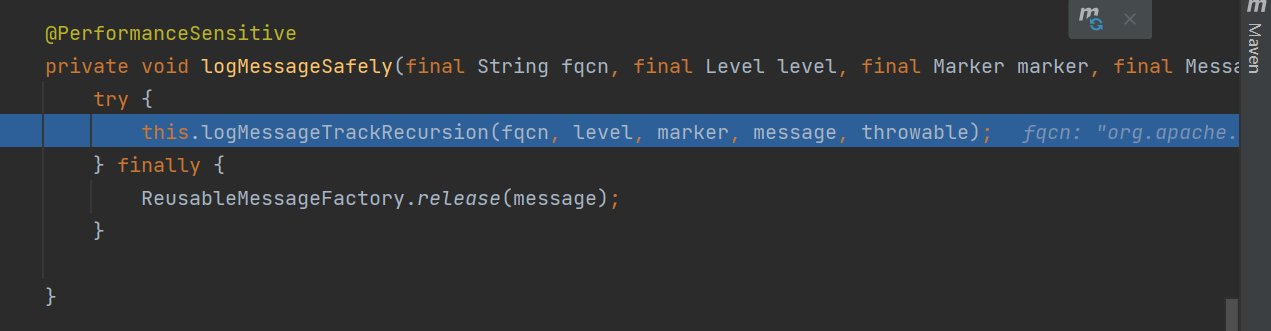 @PerformanceSensitive
private void logMessageSafely(final String fqcn, final Level level, final Marker marker, final Messa
try {
this.logMessageTrackRecursion(fqcn, level, marker, message, throwable); fqcn: "org.apache.
} finally {
ReusableMessageFactory.release(message);
}
}
m
m
Maven